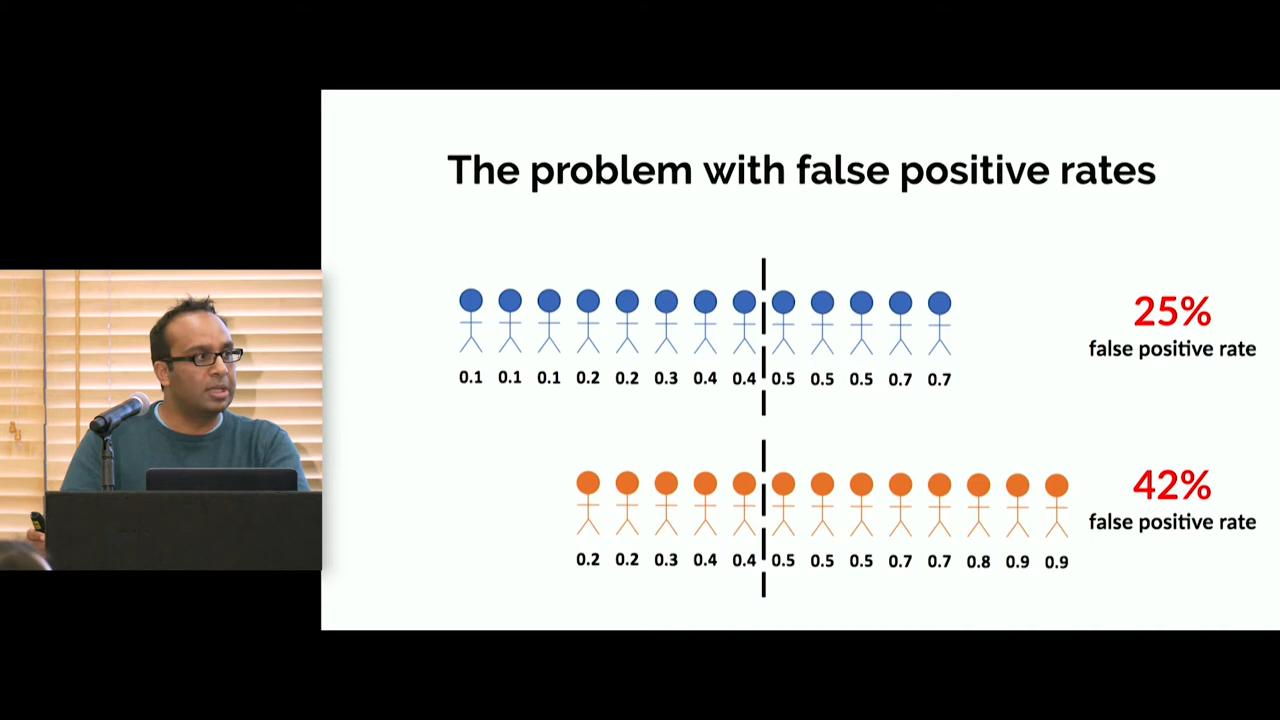 The problem with false positive rates
0.1 0.1 0.1 0.2 0.2 0.3 0.4 0.4 0.5 0.5 0.5 0.7 0.7
25%
false positive rate
0.2 0.2 0.3 0.4 0.4 0.5 0.5 0.5 0.7 0.7 0.8 0.9 0.9
42%
false positive rate